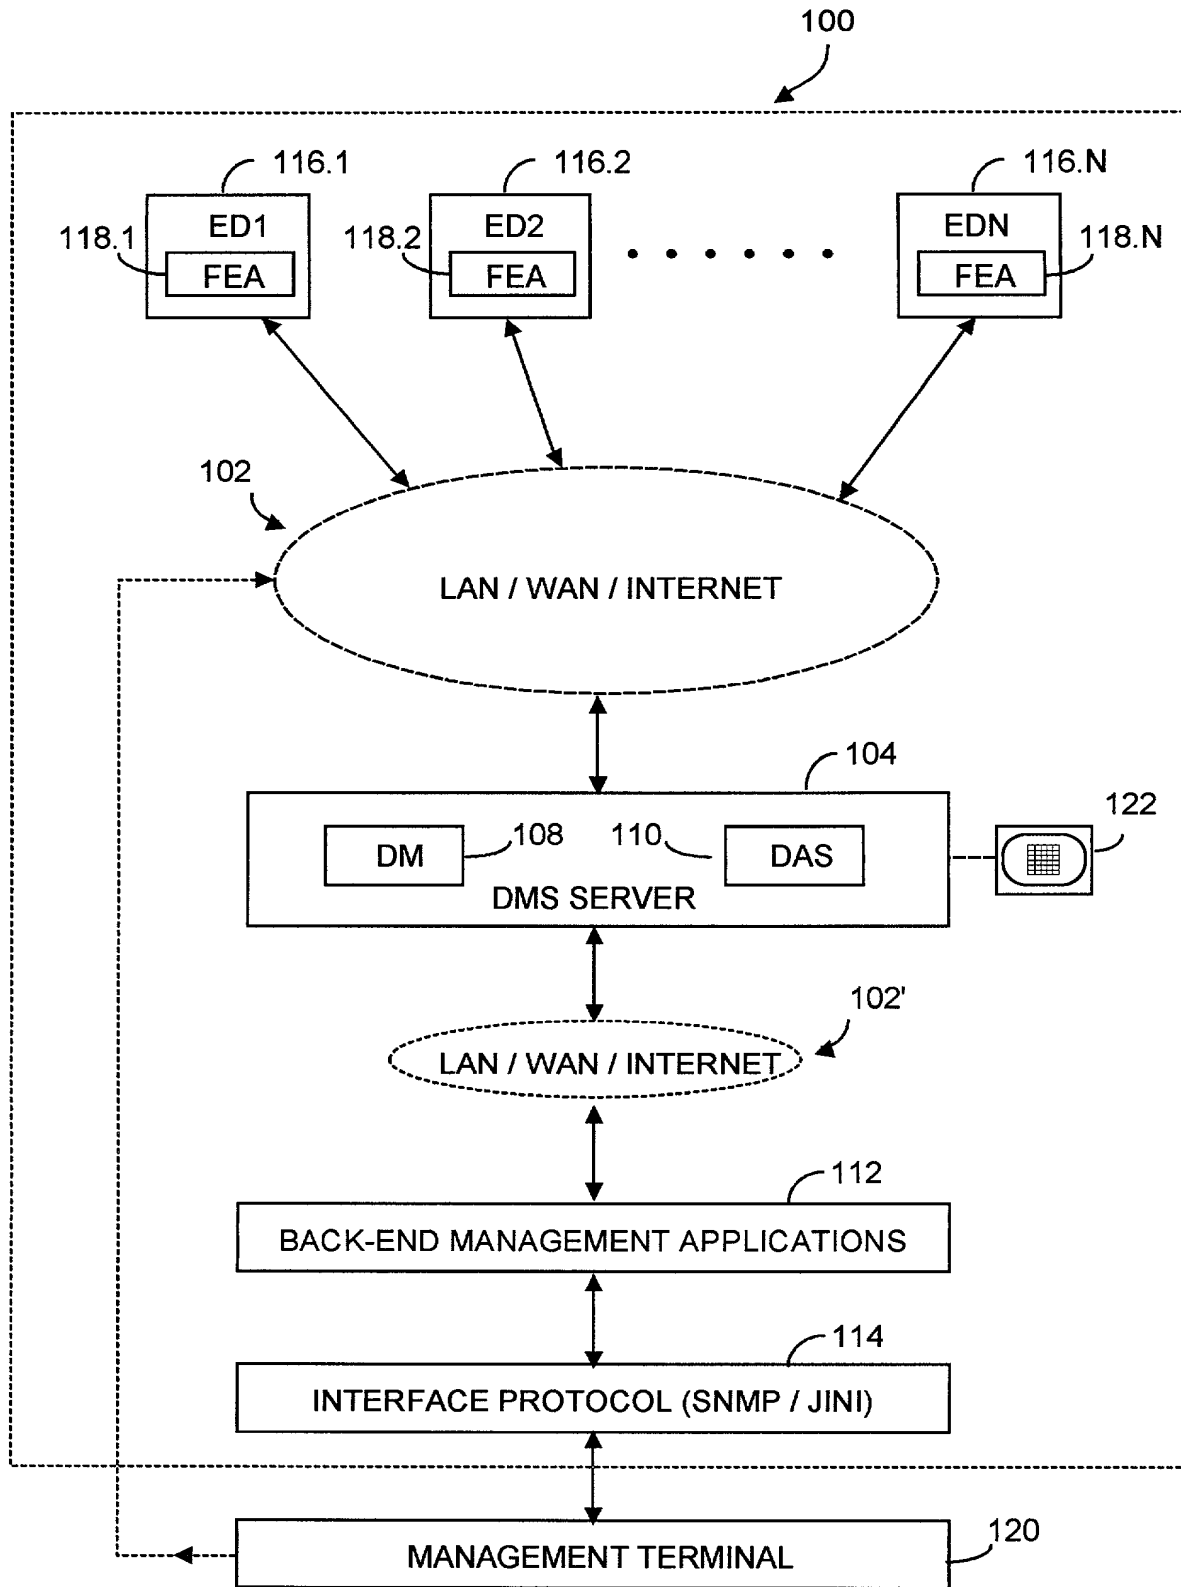 100
116.1
116.2
116.N
ED1
ED2
EDN
118.1
118.2
118.N
FEA
FEA
FEA
102
LAN / WAN / INTERNET
104
122
DM
108
110
DAS
DMS SERVER
102'
LAN / WAN / INTERNET
112
BACK-END MANAGEMENT APPLICATIONS
114
INTERFACE PROTOCOL (SNMP / JINI)
120
MANAGEMENT TERMINAL